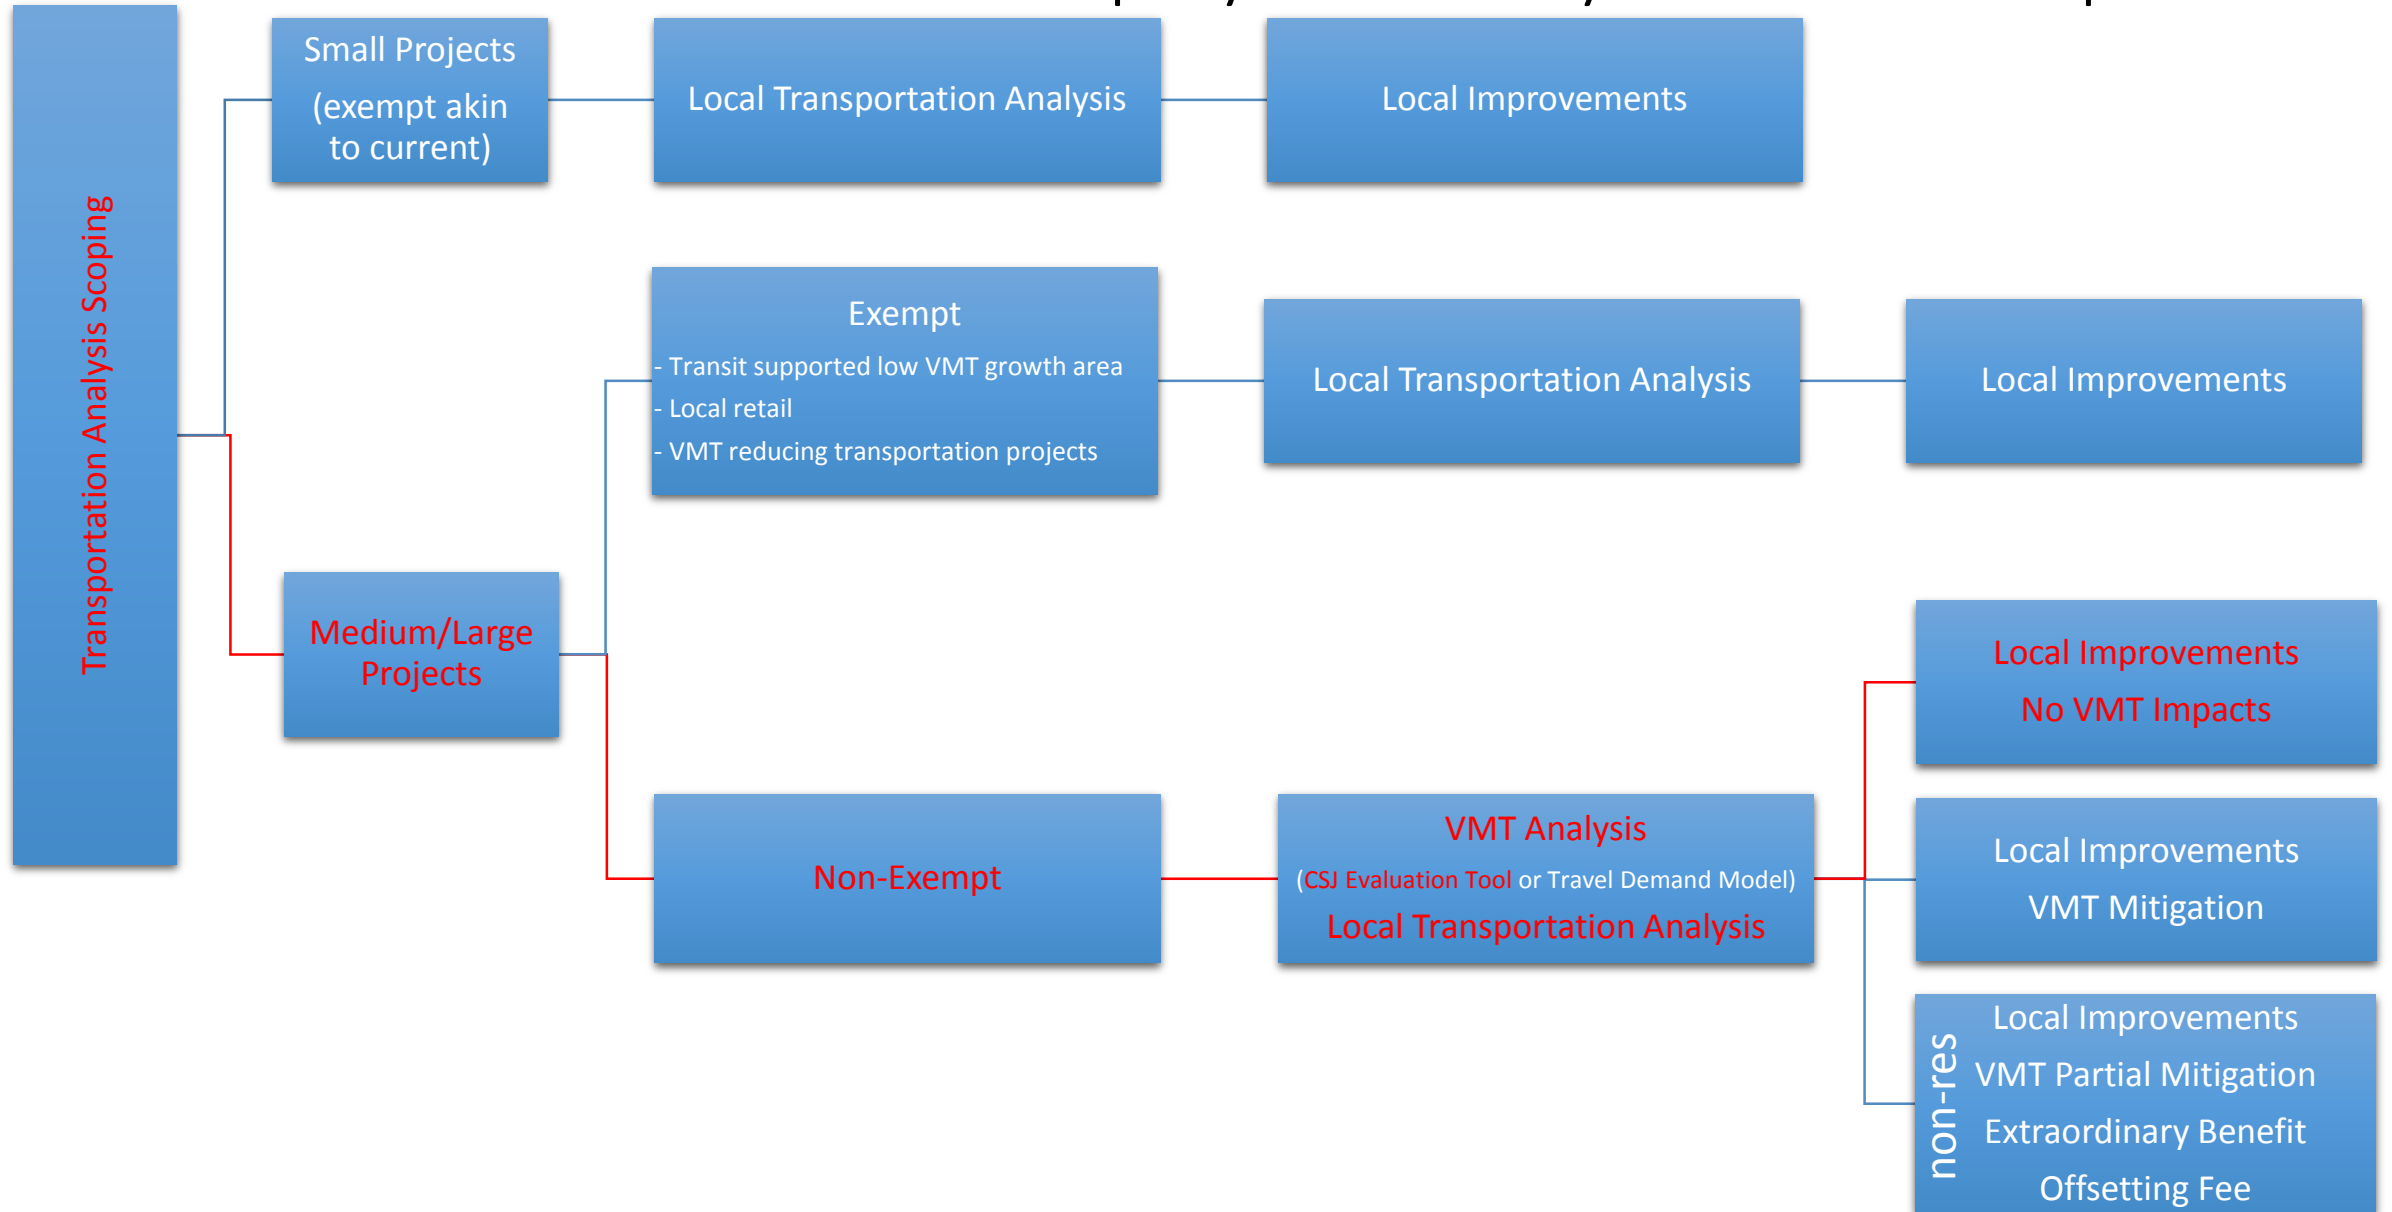 Small Projects
(exempt akin
to current)
Local Transportation Analysis
Local Improvements
Transportation Analysis Scoping
Exempt
- Transit supported low VMT growth area
- Local retail
- VMT reducing transportation projects
Local Transportation Analysis
Local Improvements
Medium/Large
Projects
Non-Exempt
VMT Analysis
(CSJ Evaluation Tool or Travel Demand Model)
Local Transportation Analysis
Local Improvements
No VMT Impacts
Local Improvements
VMT Mitigation
non-res
Local Improvements
VMT Partial Mitigation
Extraordinary Benefit
Offsetting Fee